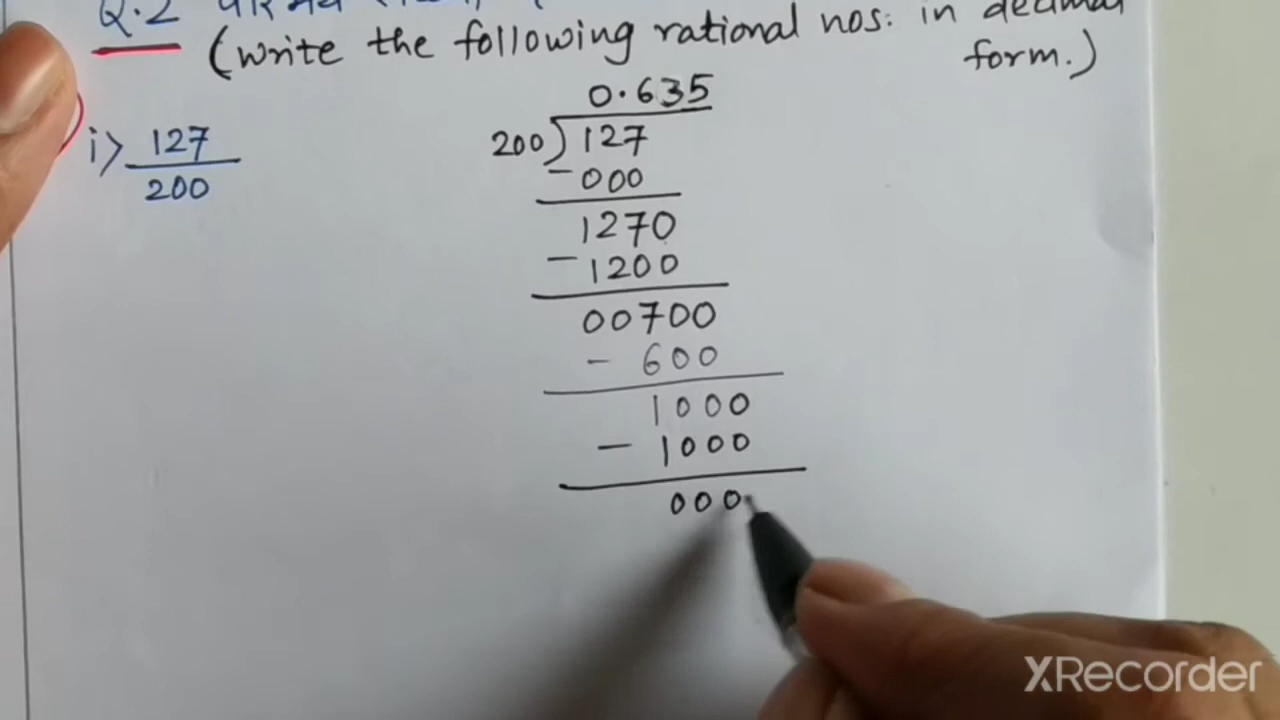 Q.2
(Write the following rational nos. in decimal
form.)
i> 127
200
0.635
200) 127
- 000
1270
- 1200
00700
- 600
1000
- 1000
000
XRecorder